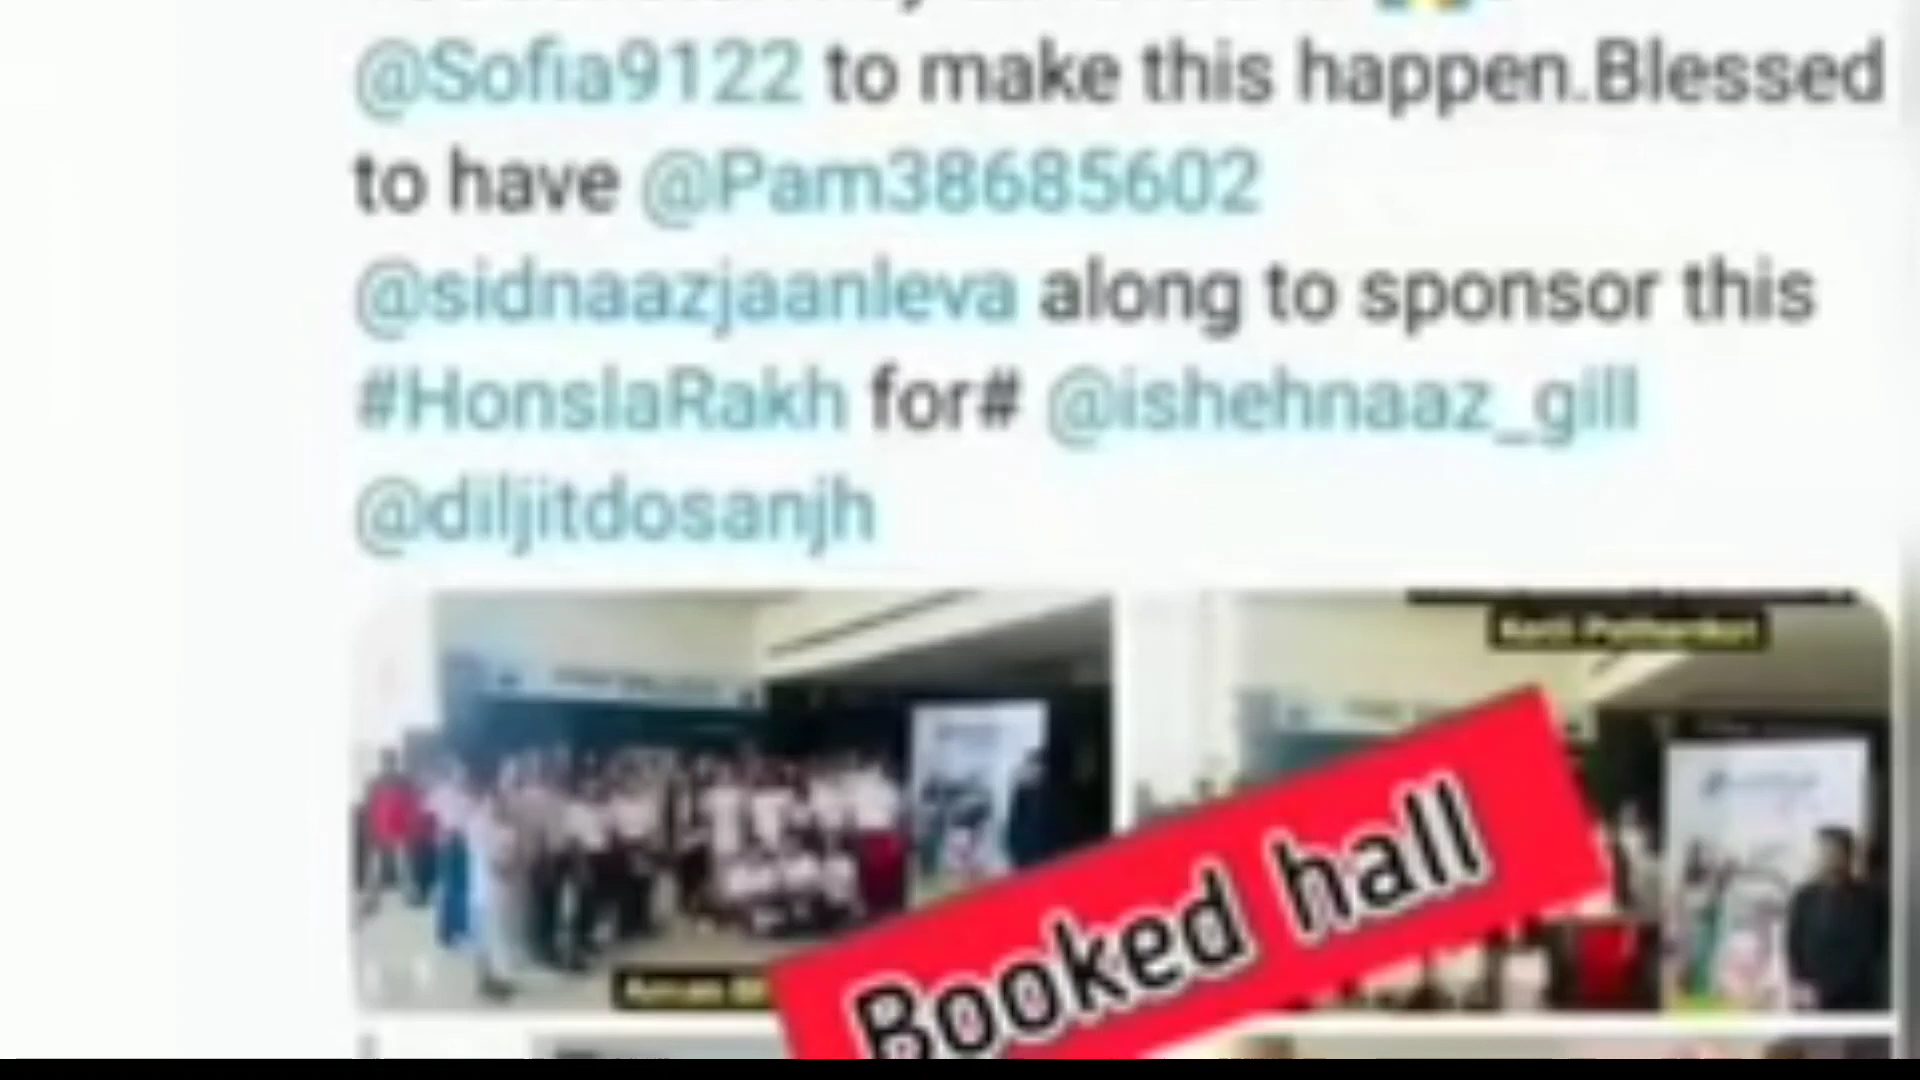 @Sofia9122 to make this happen.Blessed
to have @Pam38685602
@sidnaazjaanleva along to sponsor this
#HonslaRakh for# @ishehnaaz_gill
@diljitdosanjh
Booked hall